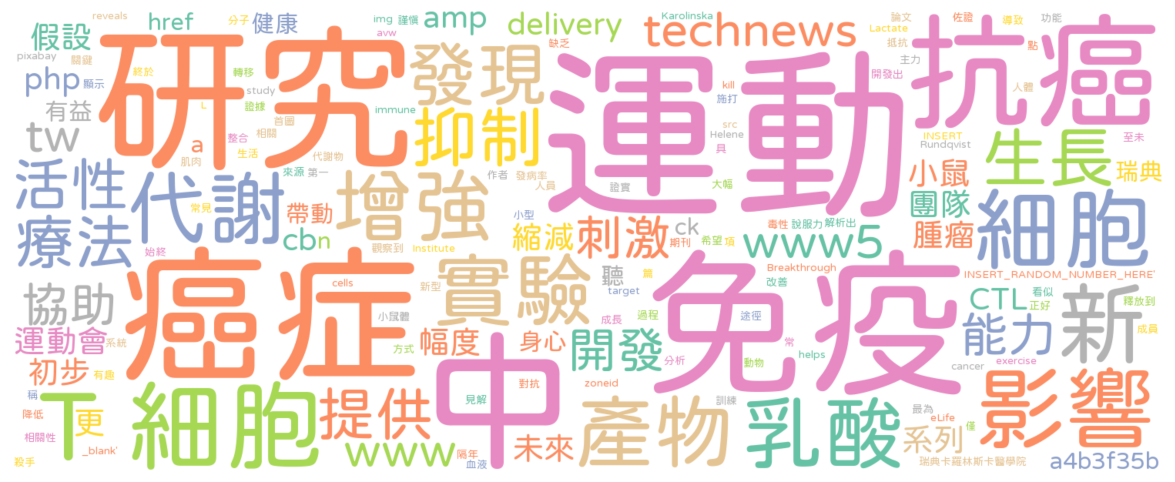 reveals
img 謹慎
amp
delivery
Karolinska
論文
佐證
導致
功能
href
分子
健康
假設
avw
缺乏
technews
Lactate
抵抗
點
抗癌
pixabay
關鍵
研究
發現
運動
主力
開發出
人體
php
顯示
終於
轉移
study
kill
施打
有益
L
證據
immune
首圖
相關
抑制
src
Helene
具
INSERT
Rundqvist
至未
tw
a
整合
生活
代謝物
生長
肌肉
活性
代謝
來源
第一
增強
作者
發病率
人員
證實
大幅
小鼠
瑞典
常見
帶動
小型
團隊
細胞
療法
cbn
觀察到
Institute
縮減
刺激
ck
期刊
希望
項
毒性
說服力
解析出
www5
腫瘤
始終
癌症
cells
實驗
新型
篇
聽
target
免疫
Breakthrough
改善
INSERT_RANDOM_NUMBER_HERE'
協助
小鼠體
成長
過程
途徑
CTL
看似
正好
新
釋放到
成員
運動會
系統
方式
幅度
身心
開發
分析
動物
常
helps
能力
cancer
exercise
初步
有趣
中
對抗
zoneid
訓練
最為
影響
稱
降低
T
更
細胞
提供
見解
產物
乳酸
eLife
僅
相關性
_blank'
www
隔年
血液
未來
系列
殺手
瑞典卡羅林斯卡醫學院
a4b3f35b